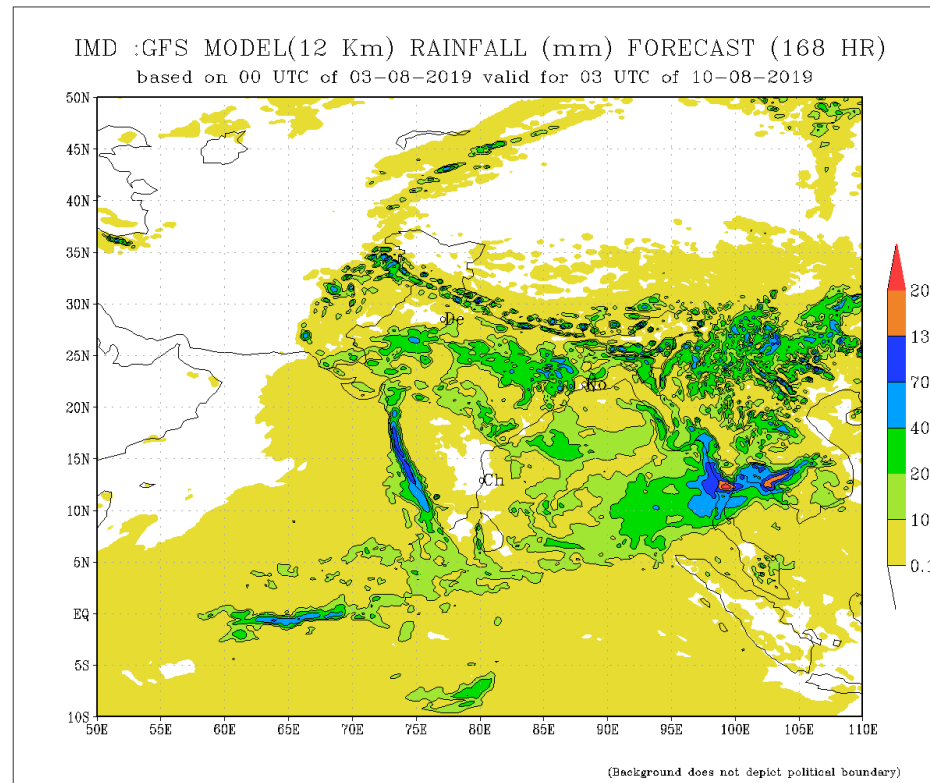 IMD :GFS MODEL(12 Km) RAINFALL (mm) FORECAST (168 HR)
based on 00 UTC of 03-08-2019 valid for 03 UTC of 10-08-2019
50N
45N
40N
35N
30N
25N
20N
15N
10N
5N
EQ
5S
10S
De
Ko
Ch
50E 55E 60E 65E 70E 75E 80E 85E 90E 95E 100E 105E 110E
20
13
70
40
20
10
0.1
(Background does not depict political boundary)